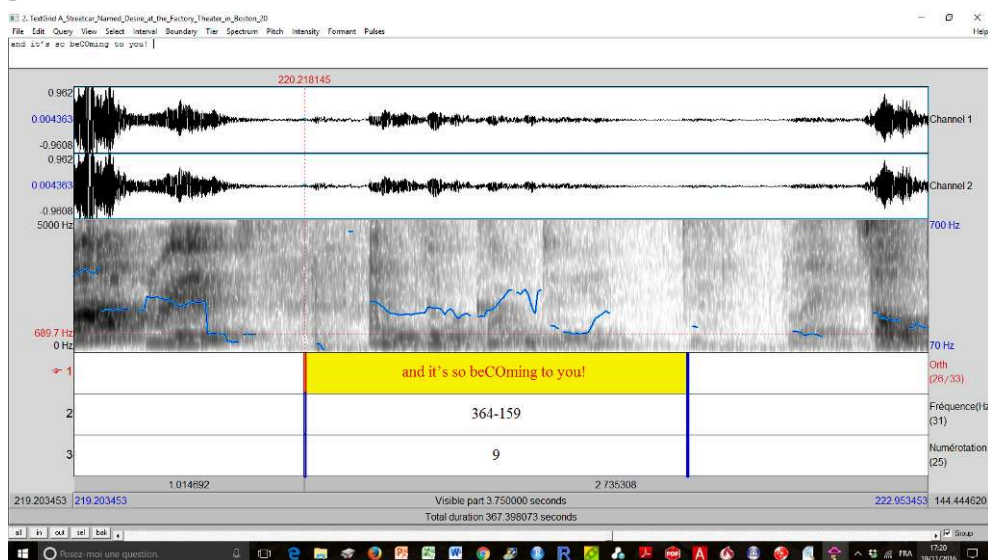 2. TextGrid A_Streetcar_Named_Desire_at_the_Factory_Theater_in_Boston_20
File Edit Query View Select Interval Boundary Tier Spectrum Pitch Intensity Formant Pulses Help
and it's so beCOming to you!
220.218145
0.962
0.004363
-0.9608
Channel 1
0.962
0.004363
-0.9608
Channel 2
5000 Hz
700 Hz
689.7 Hz
0 Hz
70 Hz
1 and it's so beCOming to you! Orth
(26/33)
2 364-159 Fréquence(Hz
(31)
3 9 Numérotation
(25)
1.014692 2.735308
219.203453 219.203453 Visible part 3.750000 seconds 222.953453 144.444620
Total duration 367.398073 seconds
all in out sel bak Group
Posez-moi une question. FRA 17:20